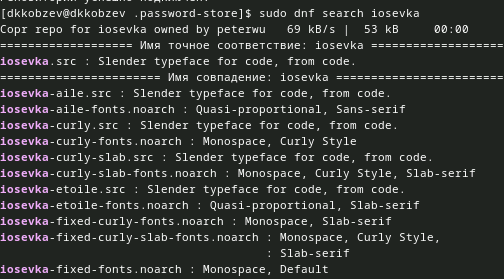 [dkkobzev@dkkobzev .password-store]$ sudo dnf search iosevka
Copr repo for iosevka owned by peterwu   69 kB/s |  53 kB     00:00
===================== Имя точное соответствие: iosevka =====================
iosevka.src : Slender typeface for code, from code.
===================== Имя совпадение: iosevka =====================
iosevka-aile.src : Slender typeface for code, from code.
iosevka-aile-fonts.noarch : Quasi-proportional, Sans-serif
iosevka-curly.src : Slender typeface for code, from code.
iosevka-curly-fonts.noarch : Monospace, Curly Style
iosevka-curly-slab.src : Slender typeface for code, from code.
iosevka-curly-slab-fonts.noarch : Monospace, Curly Style, Slab-serif
iosevka-etoile.src : Slender typeface for code, from code.
iosevka-etoile-fonts.noarch : Quasi-proportional, Slab-serif
iosevka-fixed-curly-fonts.noarch : Monospace, Slab-serif
iosevka-fixed-curly-slab-fonts.noarch : Monospace, Curly Style,
                                      : Slab-serif
iosevka-fixed-fonts.noarch : Monospace, Default